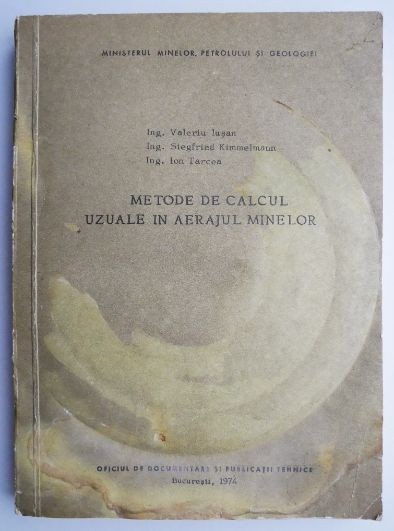 MINISTERUL MINELOR, PETROLULUI ȘI GEOLOGIEI
Ing. Valeriu Iușan
Ing. Siegfried Kimmelmann
Ing. Ion Tarcea
METODE DE CALCUL
UZUALE IN AERAJUL MINELOR
OFICIUL DE DOCUMENTARE ȘI PUBLICAȚII TEHNICE
București, 1974